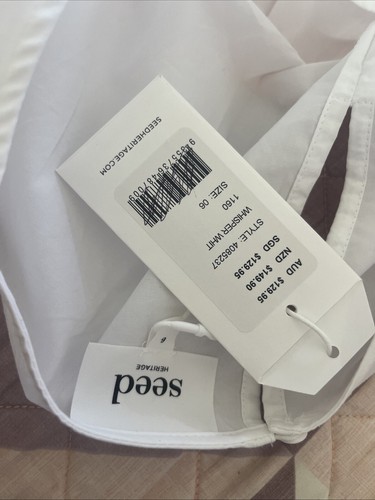 SEEDHERITAGE.COM
SIZE: 06
1160 WHISPER WHIT
STYLE: 4085237
SGD $129.95
NZD $149.90
AUD $129.95
6
seed
HERITAGE